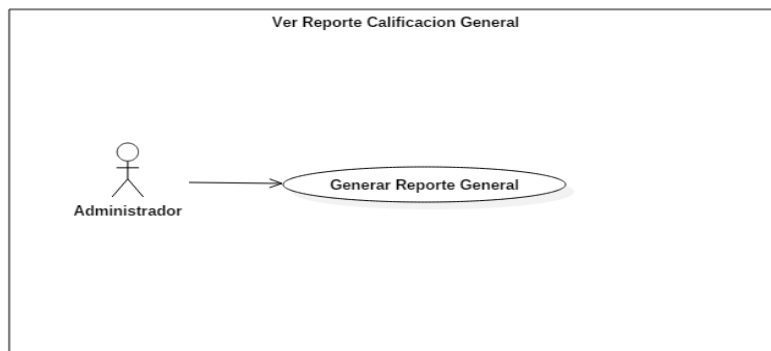 Ver Reporte Calificacion General
Generar Reporte General
Administrador